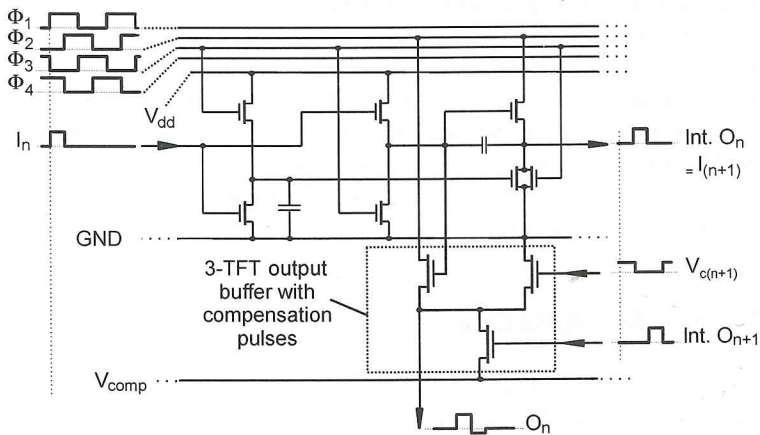 Φ1
Φ2
Φ3
Φ4
Vdd
In
Int. On
= I(n+1)
GND
3-TFT output
buffer with
compensation
pulses
Vc(n+1)
Int. On+1
Vcomp
On